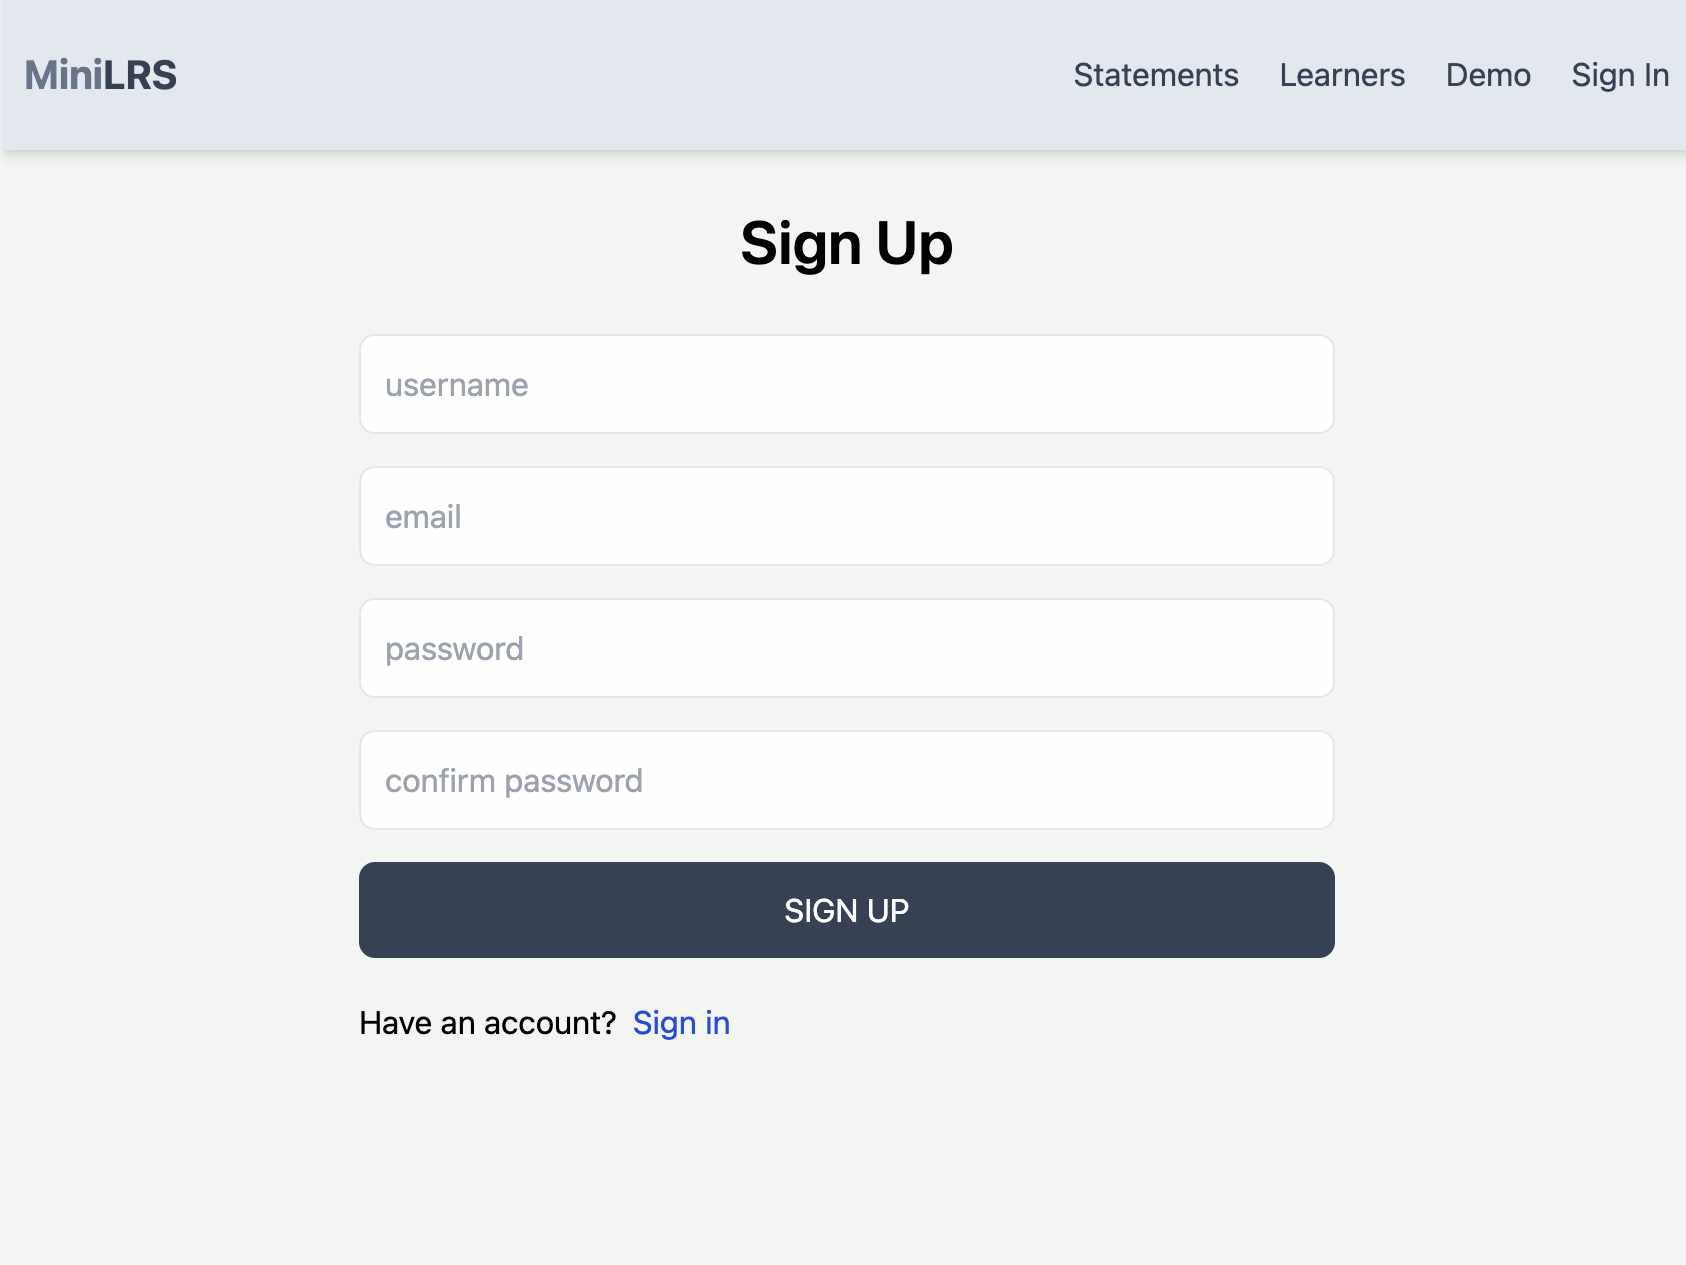 MiniLRS
Statements Learners Demo Sign In
Sign Up
username
email
password
confirm password
SIGN UP
Have an account? Sign in